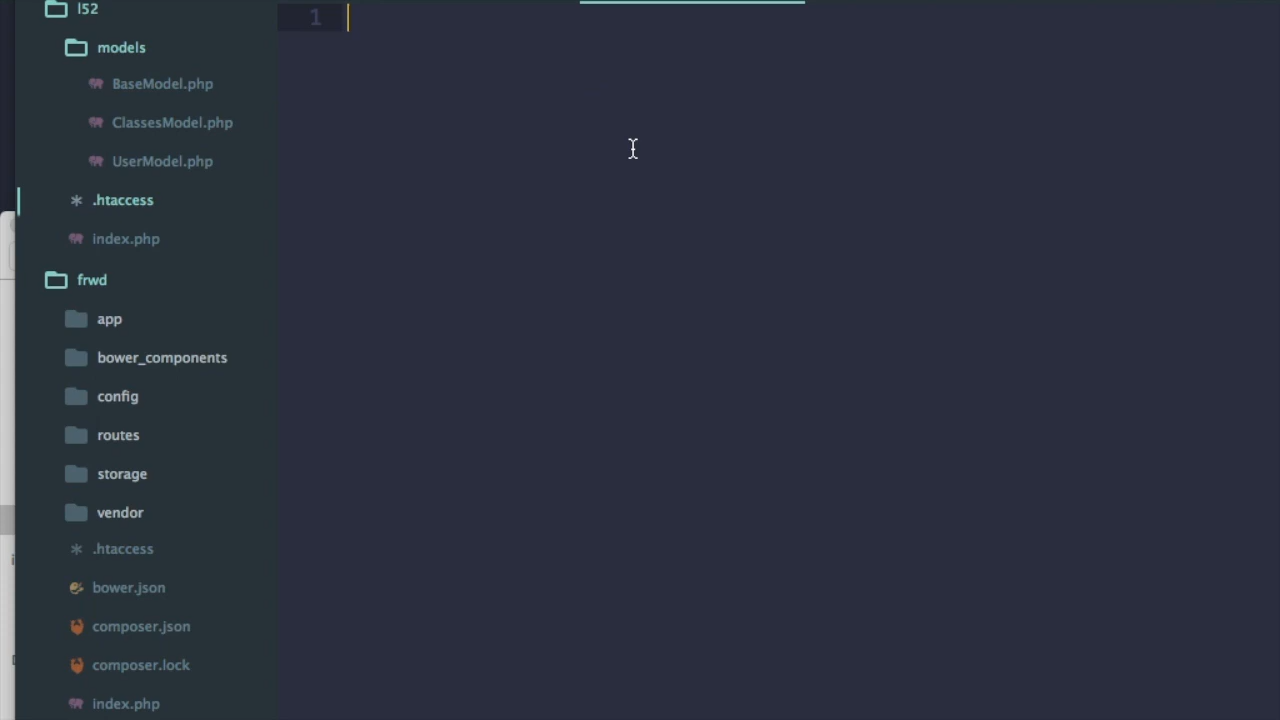 l52
1
models
BaseModel.php
ClassesModel.php
UserModel.php
.htaccess
index.php
frwd
app
bower_components
config
routes
storage
vendor
.htaccess
bower.json
composer.json
composer.lock
index.php